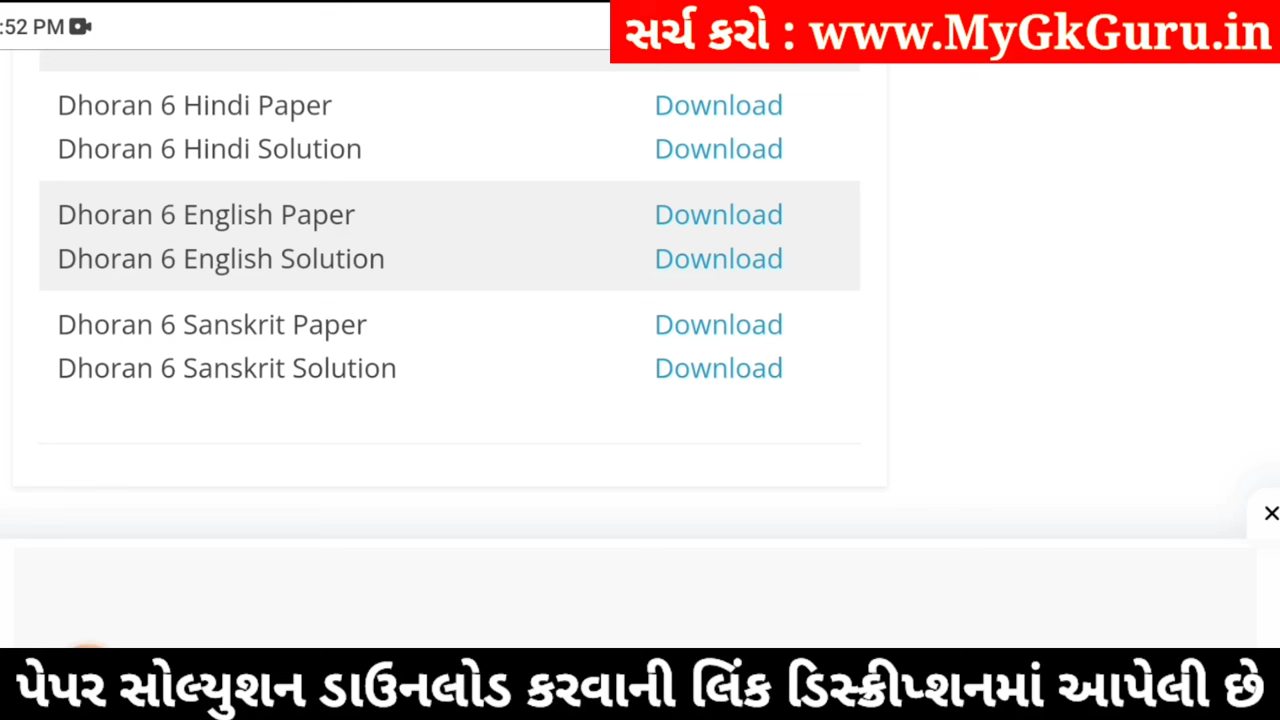 :52 PM
સર્ચ કરો : www.MyGkGuru.in
Dhoran 6 Hindi Paper Download
Dhoran 6 Hindi Solution Download
Dhoran 6 English Paper Download
Dhoran 6 English Solution Download
Dhoran 6 Sanskrit Paper Download
Dhoran 6 Sanskrit Solution Download
પેપર સોલ્યુશન ડાઉનલોડ કરવાની લિંક ડિસ્ક્રીપ્શનમાં આપેલી છે